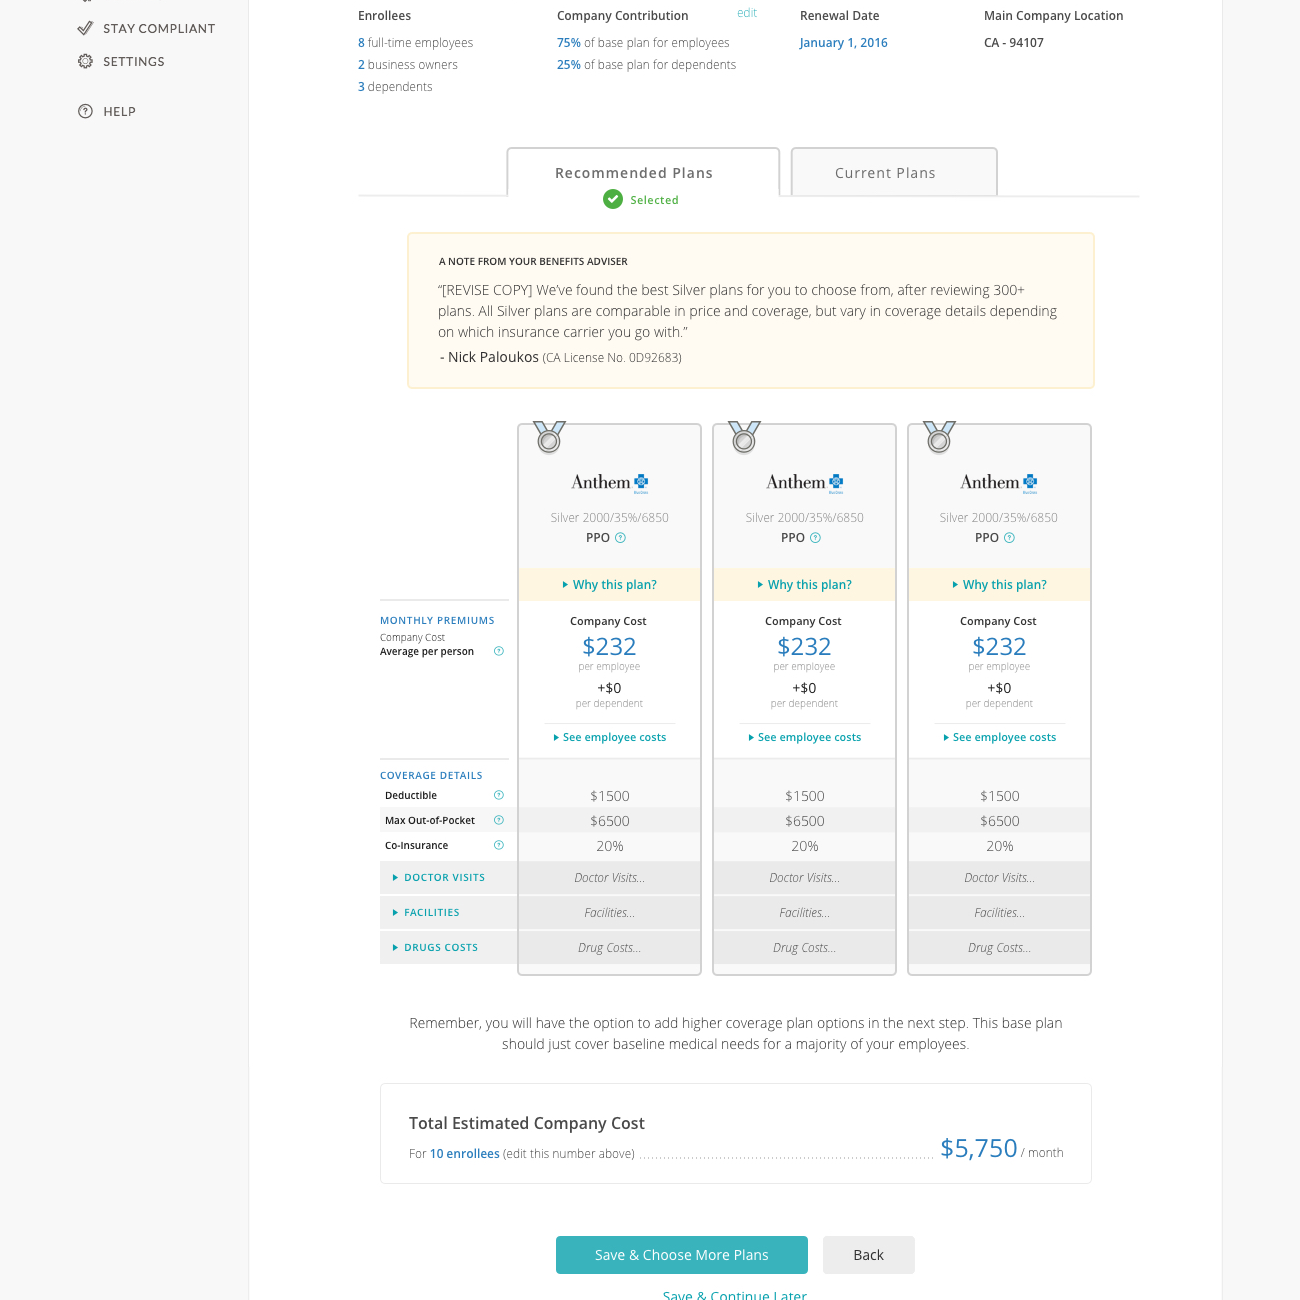 STAY COMPLIANT
SETTINGS
HELP
Enrollees
8 full-time employees
2 business owners
3 dependents
Company Contribution edit
75% of base plan for employees
25% of base plan for dependents
Renewal Date
January 1, 2016
Main Company Location
CA - 94107
Recommended Plans
Selected
Current Plans
A NOTE FROM YOUR BENEFITS ADVISER
“[REVISE COPY] We’ve found the best Silver plans for you to choose from, after reviewing 300+
plans. All Silver plans are comparable in price and coverage, but vary in coverage details depending
on which insurance carrier you go with.”
- Nick Paloukos (CA License No. 0D92683)
Anthem Anthem Anthem
Silver 2000/35%/6850 Silver 2000/35%/6850 Silver 2000/35%/6850
PPO ? PPO ? PPO ?
Why this plan? Why this plan? Why this plan?
MONTHLY PREMIUMS Company Cost Company Cost Company Cost
Company Cost
Average per person ? $232 $232 $232
per employee per employee per employee
+$0 +$0 +$0
per dependent per dependent per dependent
See employee costs See employee costs See employee costs
COVERAGE DETAILS
Deductible ? $1500 $1500 $1500
Max Out-of-Pocket ? $6500 $6500 $6500
Co-Insurance ? 20% 20% 20%
DOCTOR VISITS Doctor Visits... Doctor Visits... Doctor Visits...
FACILITIES Facilities... Facilities... Facilities...
DRUGS COSTS Drug Costs... Drug Costs... Drug Costs...
Remember, you will have the option to add higher coverage plan options in the next step. This base plan
should just cover baseline medical needs for a majority of your employees.
Total Estimated Company Cost
For 10 enrollees (edit this number above) $5,750 / month
Save & Choose More Plans Back
Save & Continue Later